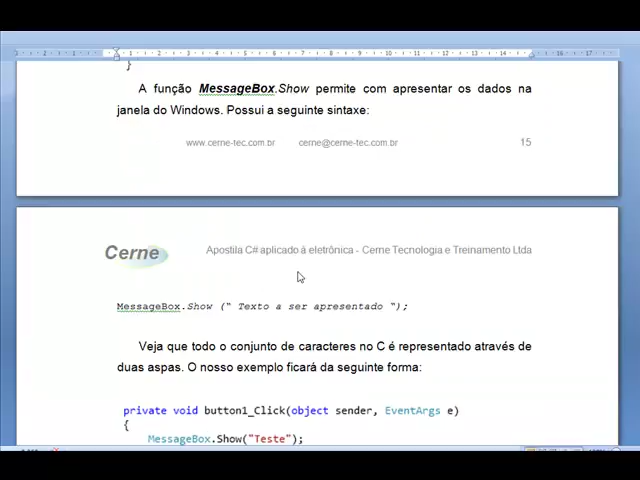 }
A função MessageBox.Show permite com apresentar os dados na
janela do Windows. Possui a seguinte sintaxe:
www.cerne-tec.com.br cerne@cerne-tec.com.br 15
Cerne Apostila C# aplicado à eletrônica - Cerne Tecnologia e Treinamento Ltda
MessageBox.Show (" Texto a ser apresentado ");
Veja que todo o conjunto de caracteres no C é representado através de
duas aspas. O nosso exemplo ficará da seguinte forma:
private void button1_Click(object sender, EventArgs e)
{
MessageBox.Show("Teste");